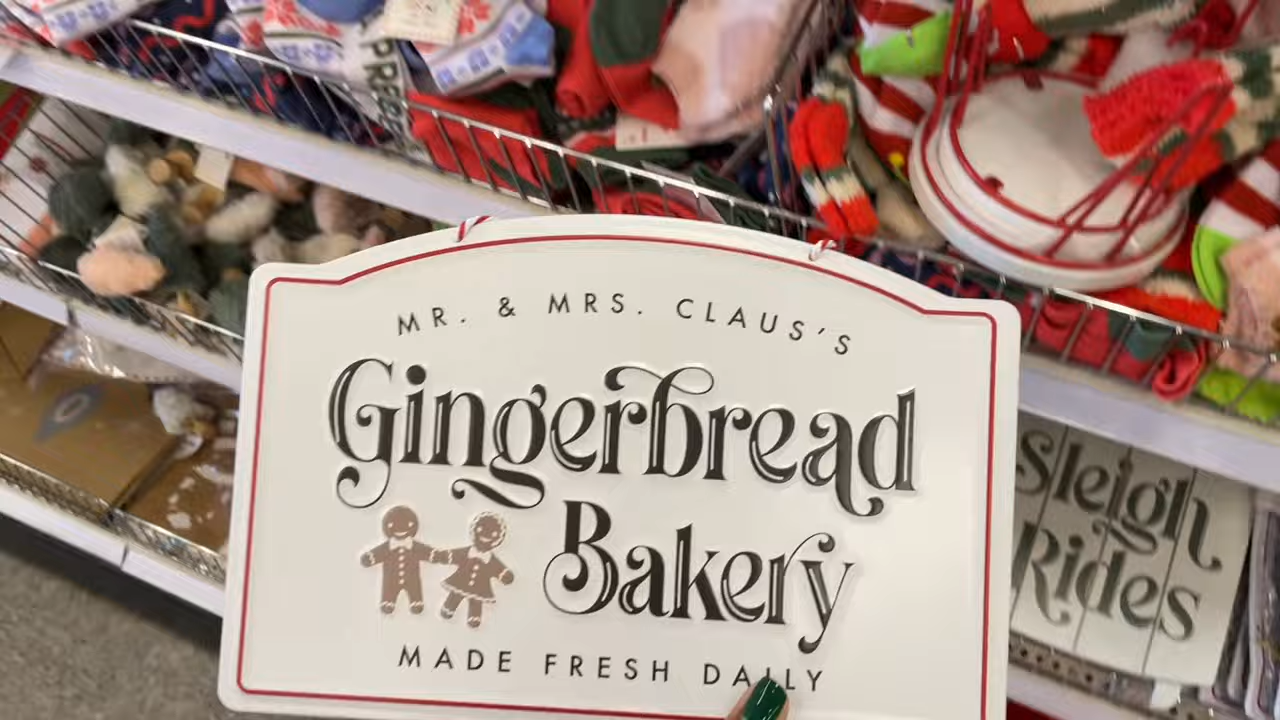 MR. & MRS. CLAUS'S
Gingerbread
Bakery
MADE FRESH DAILY
Sleigh
Rides